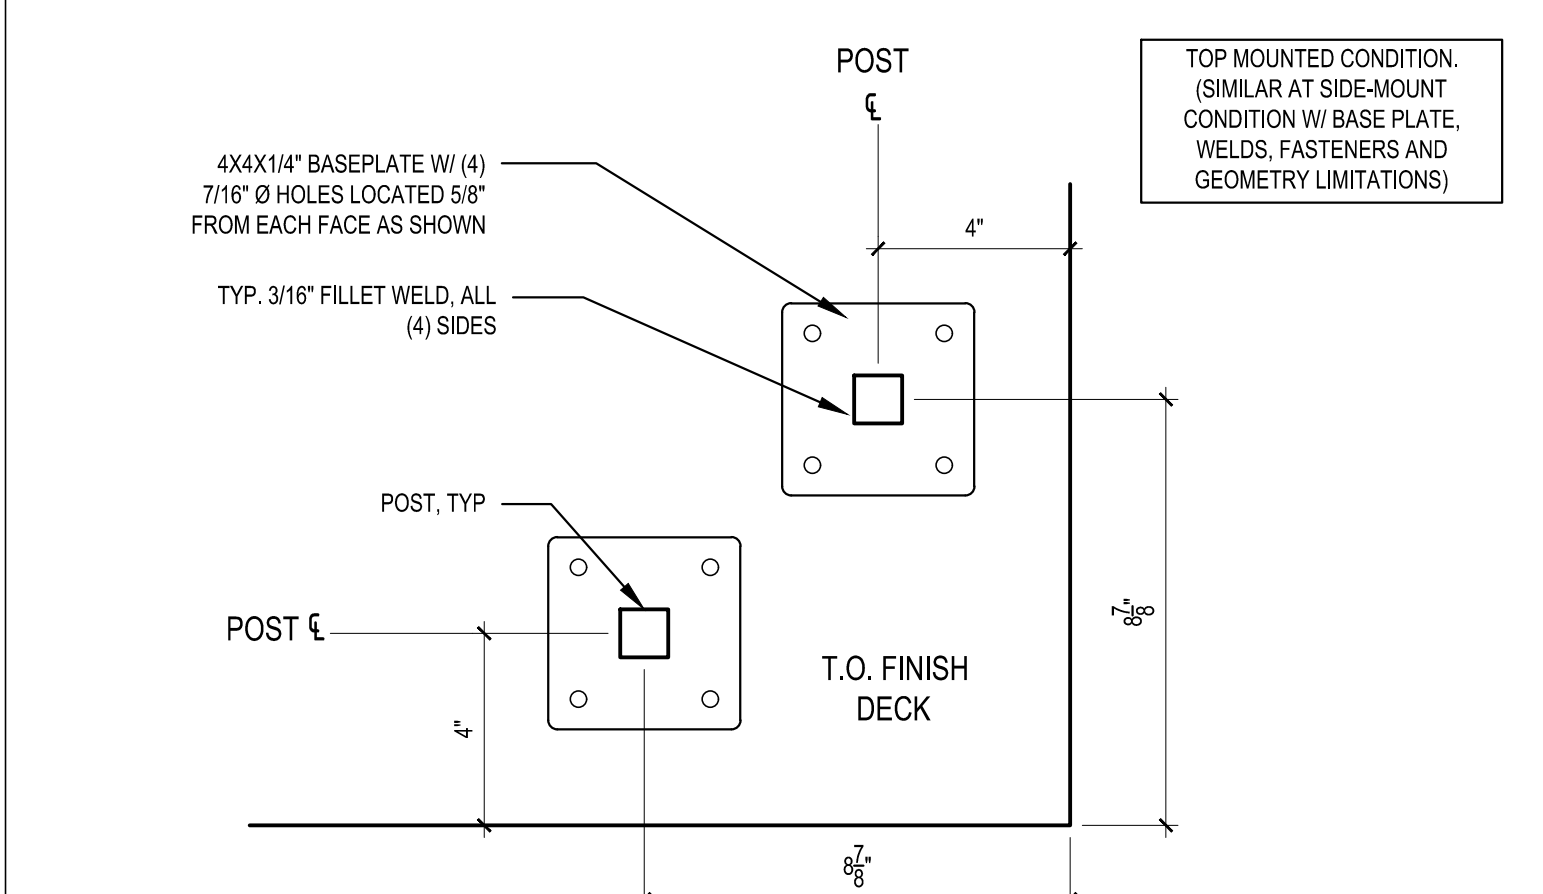 POST
℄
TOP MOUNTED CONDITION.
(SIMILAR AT SIDE-MOUNT
CONDITION W/ BASE PLATE,
WELDS, FASTENERS AND
GEOMETRY LIMITATIONS)
4X4X1/4" BASEPLATE W/ (4)
7/16" Ø HOLES LOCATED 5/8"
FROM EACH FACE AS SHOWN
4"
TYP. 3/16" FILLET WELD, ALL
(4) SIDES
POST, TYP
8 7/8"
POST ℄
T.O. FINISH
DECK
4"
8 7/8"